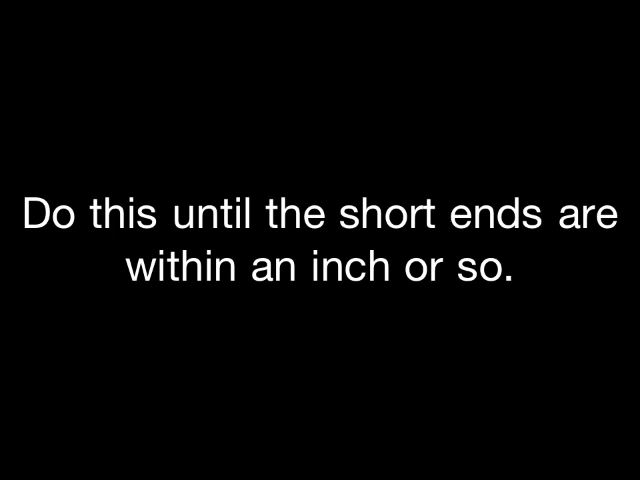 Do this until the short ends are
within an inch or so.